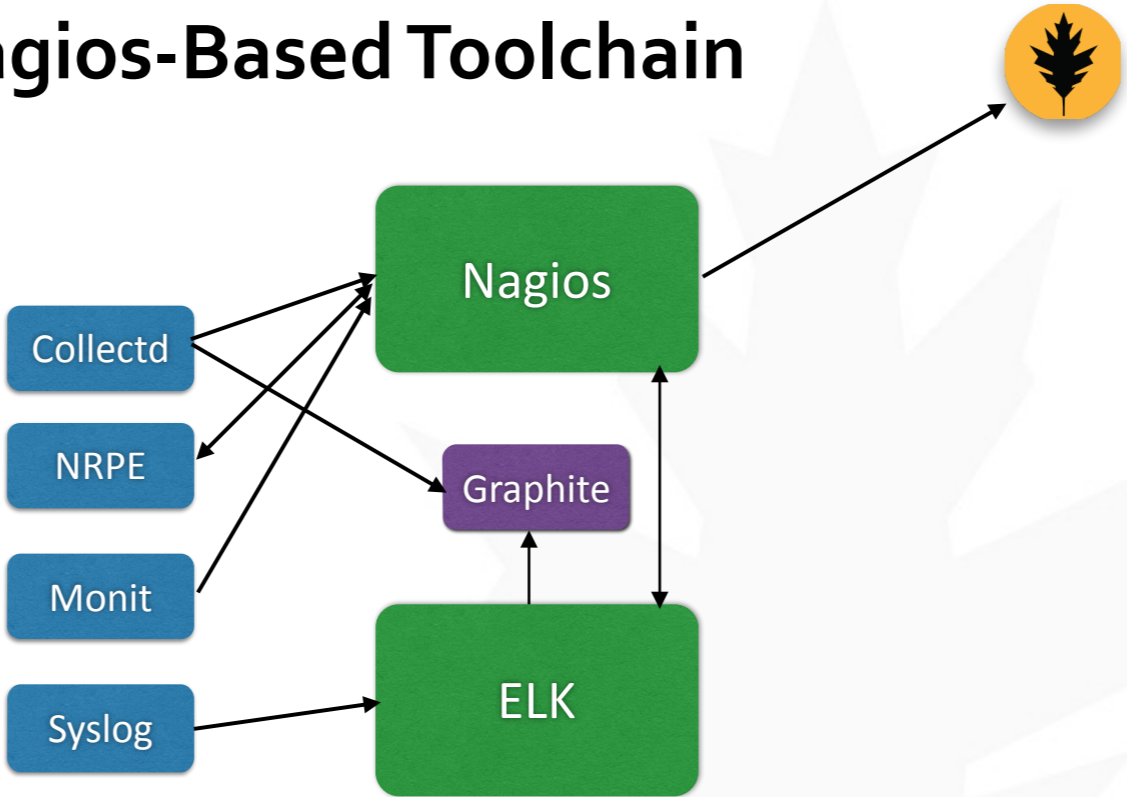 agios-Based Toolchain
Nagios
Collectd
NRPE
Graphite
Monit
ELK
Syslog